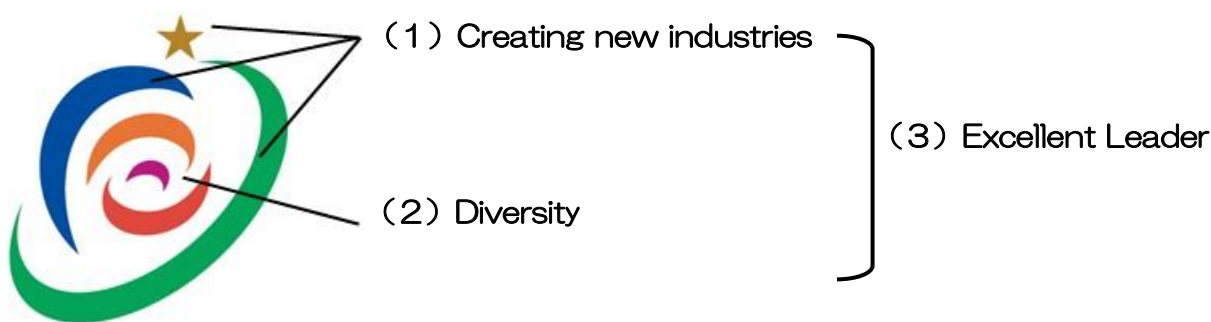 （1）Creating new industries
（2）Diversity
（3）Excellent Leader